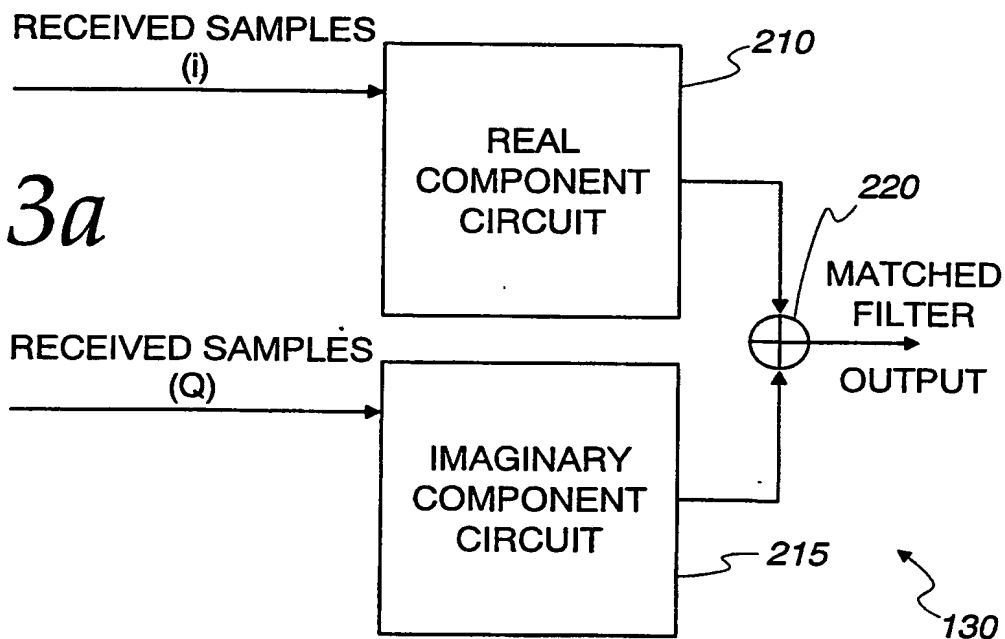 RECEIVED SAMPLES
(i)
210
REAL
COMPONENT
CIRCUIT
3a
220
MATCHED
FILTER
OUTPUT
RECEIVED SAMPLES
(Q)
IMAGINARY
COMPONENT
CIRCUIT
215
130